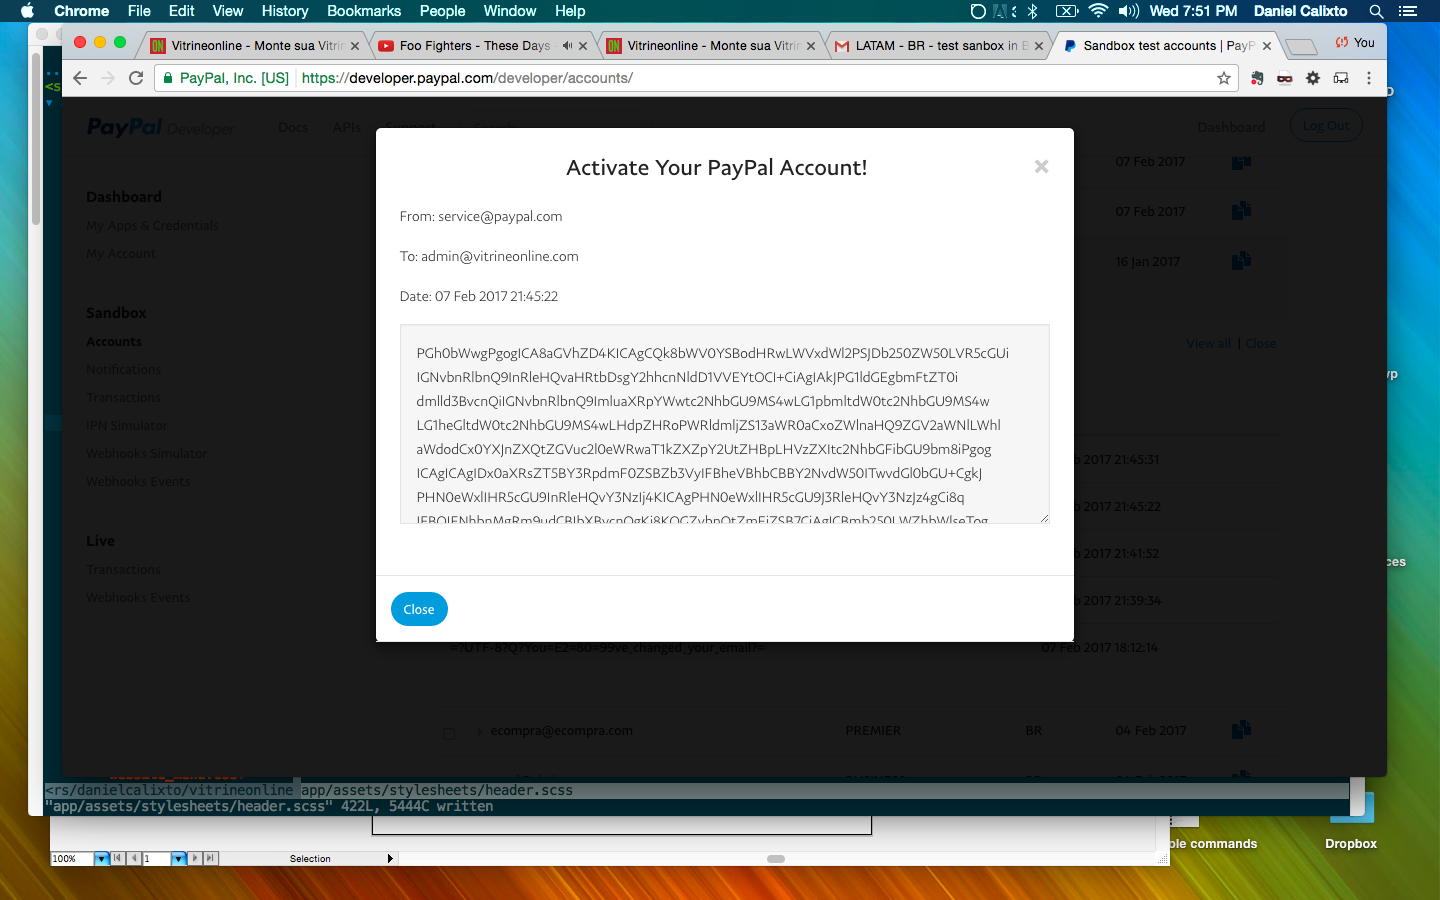 Chrome File Edit View History Bookmarks People Window Help Wed 7:51 PM Daniel Calixto
Vitrineonline - Monte sua Vitrin Foo Fighters - These Days - Vitrineonline - Monte sua Vitrin LATAM - BR - test sanbox in B Sandbox test accounts | PayP You
PayPal, Inc. [US] https://developer.paypal.com/developer/accounts/
PayPal Developer Docs APIs Support Dashboard Log Out
07 Feb 2017
Activate Your PayPal Account!
Dashboard
My Apps & Credentials
My Account
From: service@paypal.com
07 Feb 2017
To: admin@vitrineonline.com
16 Jan 2017
Date: 07 Feb 2017 21:45:22
Sandbox
Accounts
Notifications
Transactions
IPN Simulator
Webhooks Simulator
Webhooks Events
View all | Close
PGh0bWwgPgogICA8aGVhZD4KICAgCQk8bWV0YSBodHRwLWVxdWl2PSJDb250ZW50LVR5cGUi
IGNvbnRlbnQ9InRleHQvaHRtbDsgY2hhcnNldD1VVEYtOCI+CiAgIAkJPG1ldGEgbmFtZT0i
dmlld3BvcnQiIGNvbnRlbnQ9ImluaXRpYWwtc2NhbGU9MS4wLG1pbmltdW0tc2NhbGU9MS4w
LG1heGltdW0tc2NhbGU9MS4wLHdpZHRoPWRldmljZS13aWR0aCxoZWlnaHQ9ZGV2aWNlLWhl
aWdodCx0YXJnZXQtZGVuc2l0eWRwaT1kZXZpY2UtZHBpLHVzZXItc2NhbGFibGU9bm8iPgog
ICAgICAgIDx0aXRsZT5BY3RpdmF0ZSBZb3VyIFBheVBhbCBBY2NvdW50ITwvdGl0bGU+CgkJ
PHN0eWxlIHR5cGU9InRleHQvY3NzIj4KICAgPHN0eWxlIHR5cGU9J3RleHQvY3NzJz4gCi8q
b 2017 21:45:31
b 2017 21:45:22
b 2017 21:41:52
b 2017 21:39:34
Live
Transactions
Webhooks Events
Close
=?UTF-8?Q?You=E2=80=99ve_changed_your_email?= 07 Feb 2017 18:12:14
ecompra@ecompra.com PREMIER BR 04 Feb 2017
<rs/danielcalixto/vitrineonline app/assets/stylesheets/header.scss
"app/assets/stylesheets/header.scss" 422L, 5444C written
ble commands Dropbox
100% 1 Selection